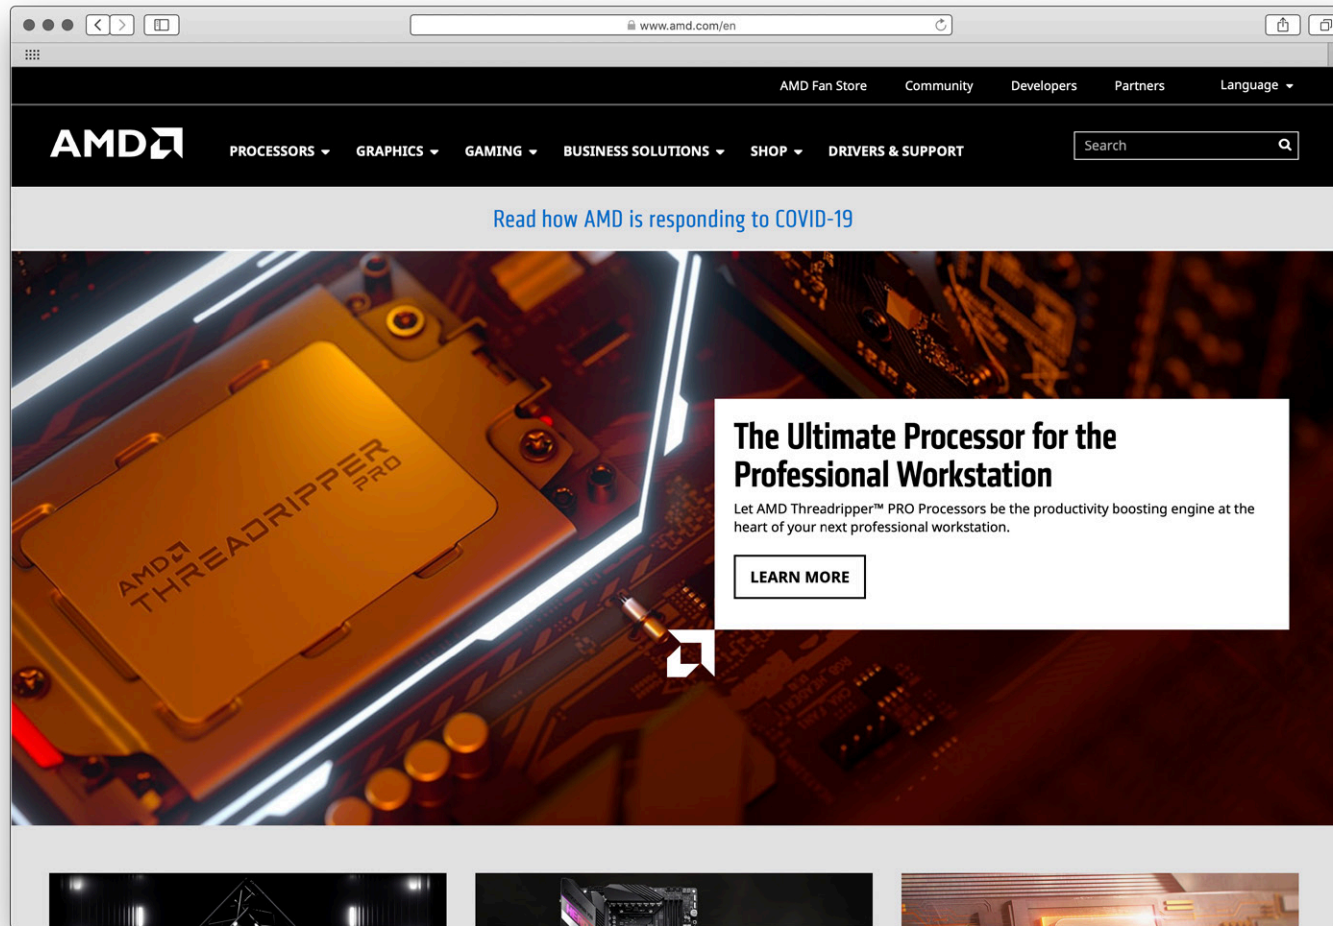 www.amd.com/en
AMD Fan Store Community Developers Partners Language
AMD PROCESSORS GRAPHICS GAMING BUSINESS SOLUTIONS SHOP DRIVERS & SUPPORT Search
Read how AMD is responding to COVID-19
The Ultimate Processor for the
Professional Workstation
Let AMD Threadripper™ PRO Processors be the productivity boosting engine at the
heart of your next professional workstation.
LEARN MORE
AMD
THREADRIPPER
PRO